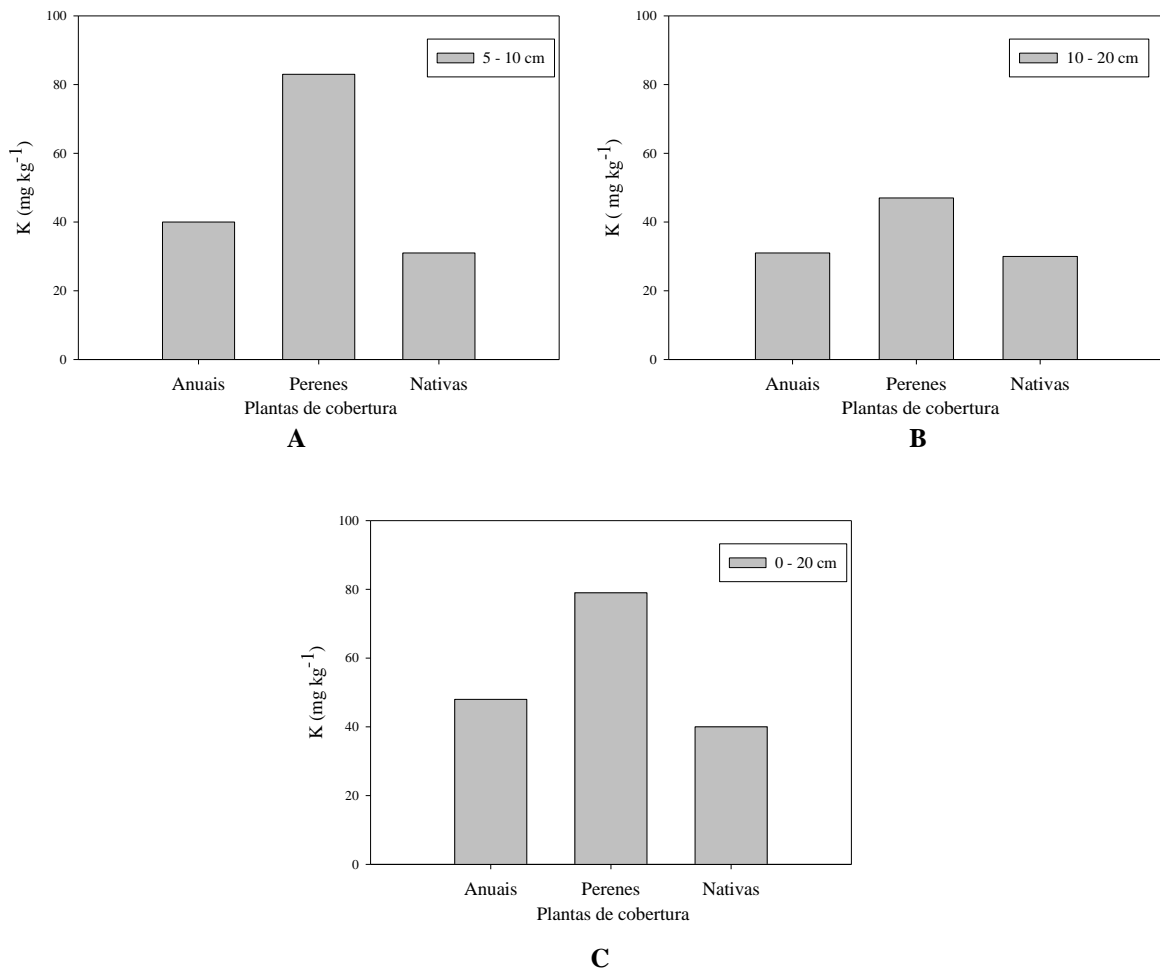 100
80
60
40
20
0
K (mg kg-1)
5 - 10 cm
Anuais Perenes Nativas
Plantas de cobertura
A
100
80
60
40
20
0
K ( mg kg-1)
10 - 20 cm
Anuais Perenes Nativas
Plantas de cobertura
B
100
80
60
40
20
0
K (mg kg-1)
0 - 20 cm
Anuais Perenes Nativas
Plantas de cobertura
C